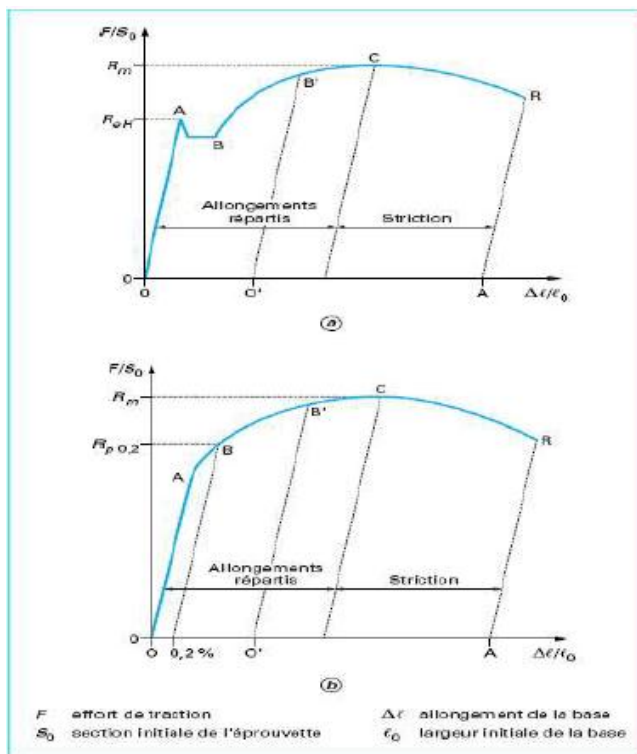 F/S₀
Rₘ
C
B'
R
A
R_eH
B
Allongements répartis
Striction
0
O
O'
A
Δℓ/ℓ₀
a
F/S₀
Rₘ
C
B'
R
R_p 0,2
B
A
Allongements répartis
Striction
0
O
0,2 %
O'
A
Δℓ/ℓ₀
b
F effort de traction
Δℓ allongement de la base
S₀ section initiale de l'éprouvette
ℓ₀ largeur initiale de la base